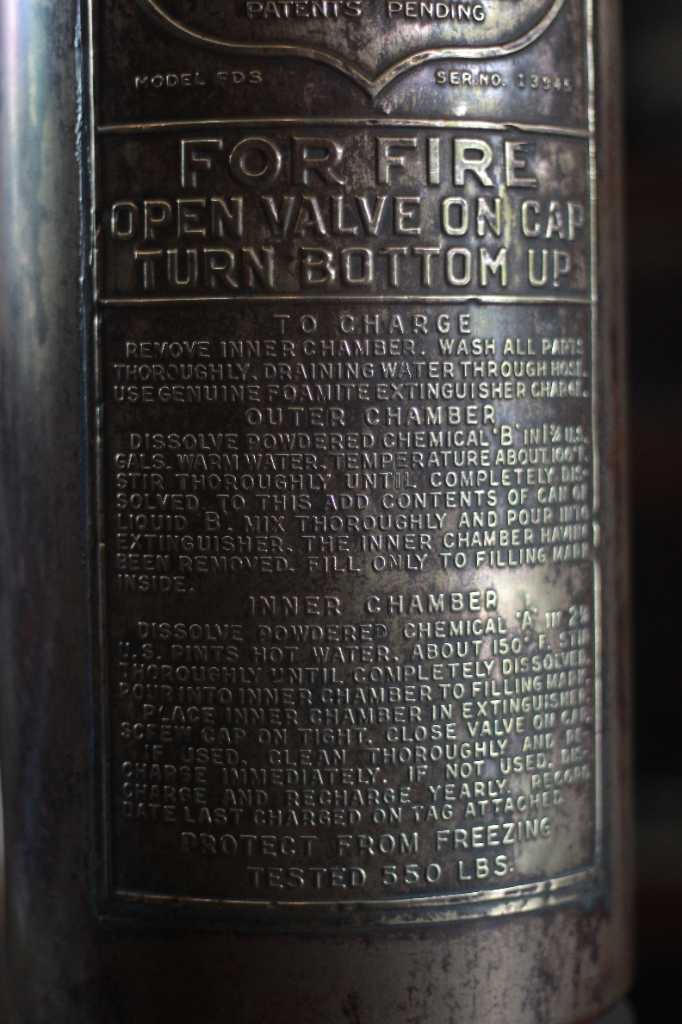 PATENTS PENDING
MODEL FDS SER. NO. 13945
FOR FIRE
OPEN VALVE ON CAP
TURN BOTTOM UP
TO CHARGE
REMOVE INNER CHAMBER. WASH ALL PARTS
THOROUGHLY, DRAINING WATER THROUGH HOSE.
USE GENUINE FOAMITE EXTINGUISHER CHARGE.
OUTER CHAMBER
DISSOLVE POWDERED CHEMICAL "B" IN 1¾ U.S.
GALS. WARM WATER. TEMPERATURE ABOUT 100°F.
STIR THOROUGHLY UNTIL COMPLETELY DIS-
SOLVED. TO THIS ADD CONTENTS OF CAN OF
LIQUID B. MIX THOROUGHLY AND POUR INTO
EXTINGUISHER. THE INNER CHAMBER HAVING
BEEN REMOVED. FILL ONLY TO FILLING MARK
INSIDE.
INNER CHAMBER
DISSOLVE POWDERED CHEMICAL "A" IN
U.S. PINTS HOT WATER. ABOUT 150° F. STIR
THOROUGHLY UNTIL COMPLETELY DISSOLVED.
POUR INTO INNER CHAMBER TO FILLING MARK.
PLACE INNER CHAMBER IN EXTINGUISHER.
SCREW CAP ON TIGHT. CLOSE VALVE ON CAP.
IF USED, CLEAN THOROUGHLY AND RE-
CHARGE IMMEDIATELY. IF NOT USED, DIS-
CHARGE AND RECHARGE YEARLY. RECORD
DATE LAST CHARGED ON TAG ATTACHED
PROTECT FROM FREEZING
TESTED 550 LBS.